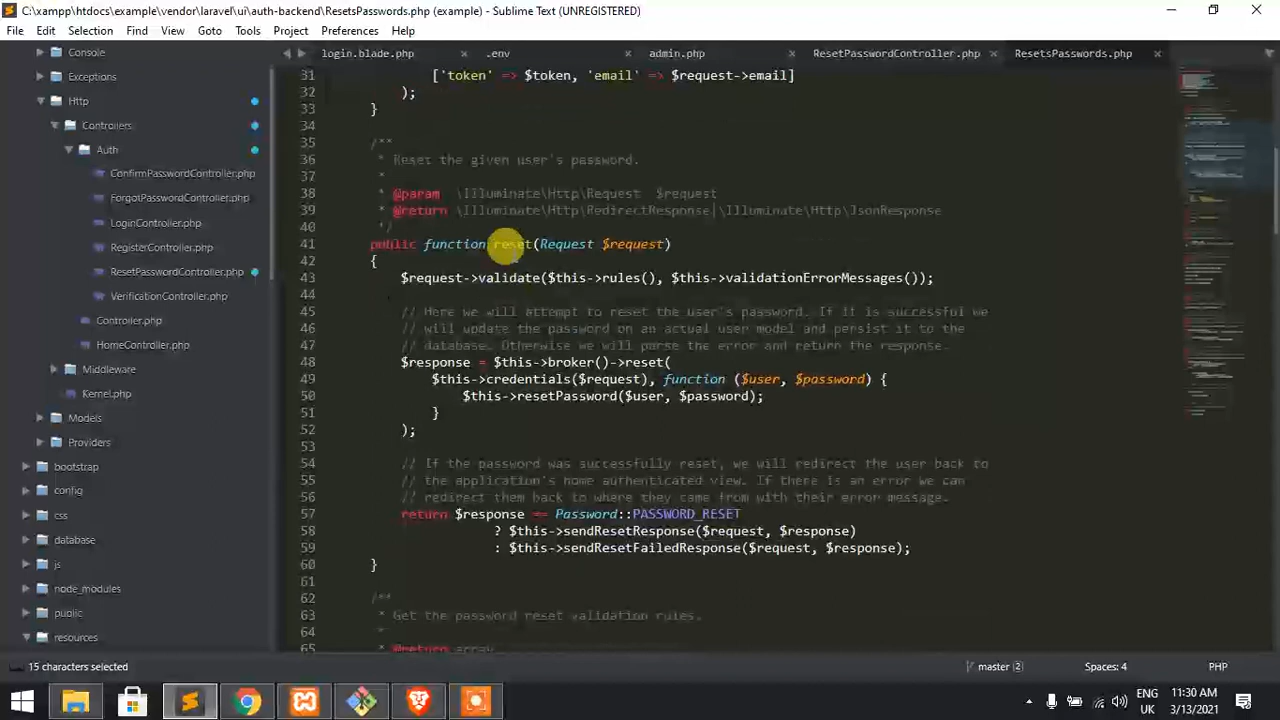 C:\xampp\htdocs\example\vendor\laravel\ui\auth-backend\ResetsPasswords.php (example) - Sublime Text (UNREGISTERED)
File Edit Selection Find View Goto Tools Project Preferences Help
login.blade.php .env admin.php ResetPasswordController.php ResetsPasswords.php
Console
Exceptions
Http
Controllers
Auth
ConfirmPasswordController.php
ForgotPasswordController.php
LoginController.php
RegisterController.php
ResetPasswordController.php
VerificationController.php
Controller.php
HomeController.php
Middleware
Kernel.php
Models
Providers
bootstrap
config
css
database
js
node_modules
public
resources
31 ['token' => $token, 'email' => $request->email]
32 );
33 }
34
35 /**
36 * Reset the given user's password.
37 *
38 * @param \Illuminate\Http\Request $request
39 * @return \Illuminate\Http\RedirectResponse|\Illuminate\Http\JsonResponse
40 */
41 public function reset(Request $request)
42 {
43 $request->validate($this->rules(), $this->validationErrorMessages());
44
45 // Here we will attempt to reset the user's password. If it is successful we
46 // will update the password on an actual user model and persist it to the
47 // database. Otherwise we will parse the error and return the response.
48 $response = $this->broker()->reset(
49 $this->credentials($request), function ($user, $password) {
50 $this->resetPassword($user, $password);
51 }
52 );
53
54 // If the password was successfully reset, we will redirect the user back to
55 // the application's home authenticated view. If there is an error we can
56 // redirect them back to where they came from with their error message.
57 return $response == Password::PASSWORD_RESET
58 ? $this->sendResetResponse($request, $response)
59 : $this->sendResetFailedResponse($request, $response);
60 }
61
62 /**
63 * Get the password reset validation rules.
64 *
65 * @return array
15 characters selected
master (2) Spaces: 4 PHP
ENG 11:30 AM
UK 3/13/2021